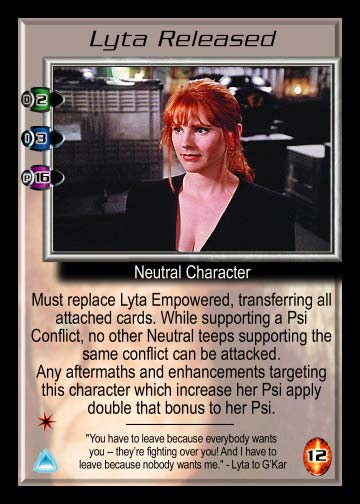 Lyta Released
D 2
I 3
P 16
Neutral Character
Must replace Lyta Empowered, transferring all
attached cards. While supporting a Psi
Conflict, no other Neutral teeps supporting the
same conflict can be attacked.
Any aftermaths and enhancements targeting
this character which increase her Psi apply
double that bonus to her Psi.
"You have to leave because everybody wants
you -- they're fighting over you! And I have to
leave because nobody wants me." - Lyta to G'Kar
12